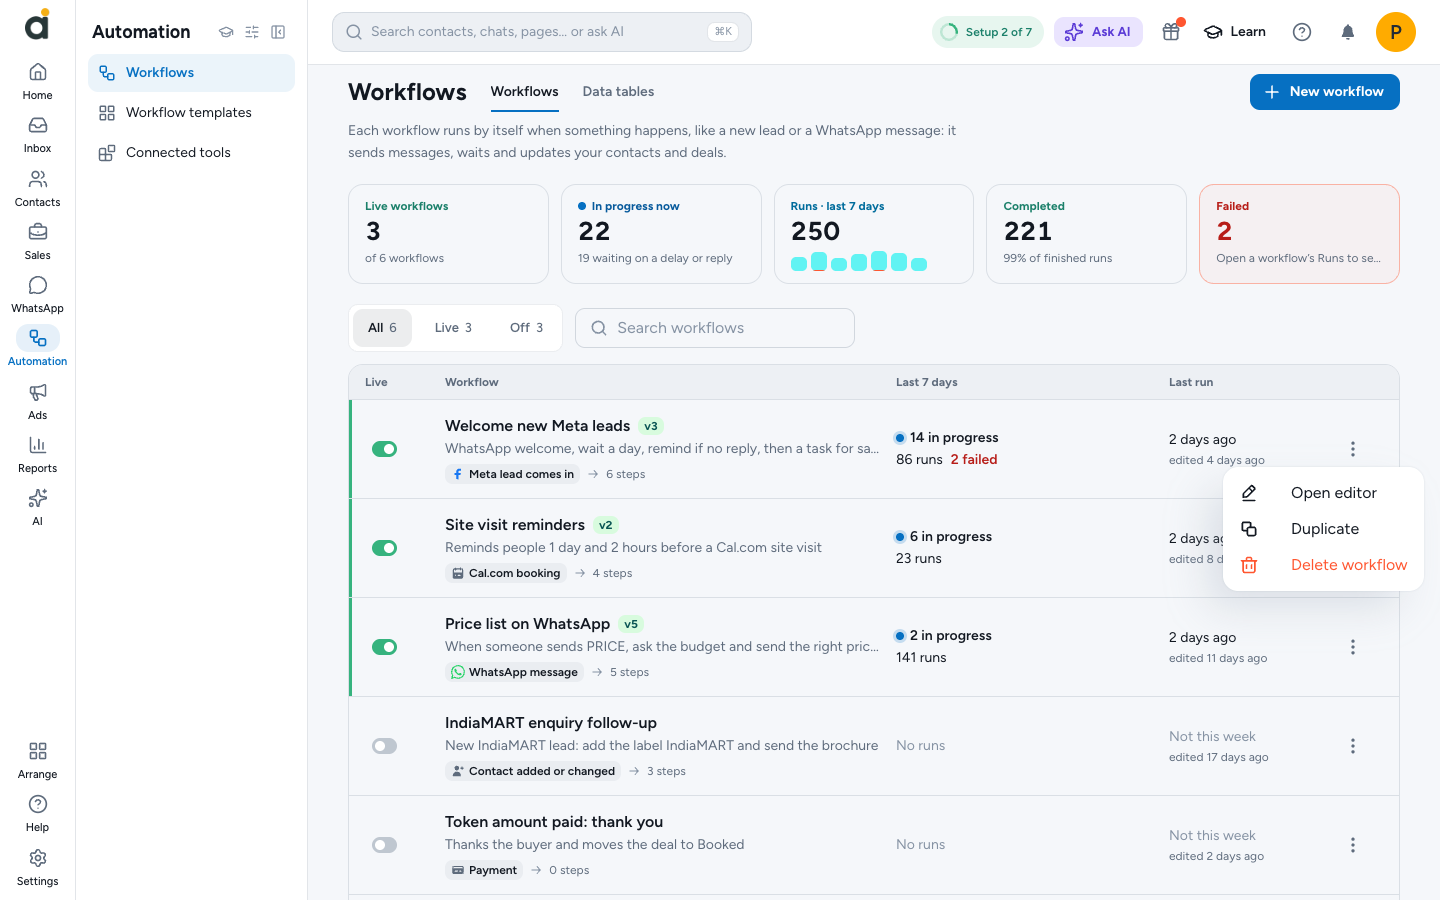 Automation
Search contacts, chats, pages... or ask AI
⌘K
Setup 2 of 7
Ask AI
Learn
P
Home
Inbox
Contacts
Sales
WhatsApp
Automation
Ads
Reports
AI
Arrange
Help
Settings
Workflows
Workflow templates
Connected tools
Workflows
Workflows
Data tables
New workflow
Each workflow runs by itself when something happens, like a new lead or a WhatsApp message: it
sends messages, waits and updates your contacts and deals.
Live workflows
3
of 6 workflows
In progress now
22
19 waiting on a delay or reply
Runs · last 7 days
250
Completed
221
99% of finished runs
Failed
2
Open a workflow's Runs to se...
All 6
Live 3
Off 3
Search workflows
Live
Workflow
Last 7 days
Last run
Welcome new Meta leads v3
WhatsApp welcome, wait a day, remind if no reply, then a task for sa...
Meta lead comes in → 6 steps
14 in progress
86 runs 2 failed
2 days ago
edited 4 days ago
Open editor
Duplicate
Delete workflow
Site visit reminders v2
Reminds people 1 day and 2 hours before a Cal.com site visit
Cal.com booking → 4 steps
6 in progress
23 runs
2 days
edited 8
Price list on WhatsApp v5
When someone sends PRICE, ask the budget and send the right pric...
WhatsApp message → 5 steps
2 in progress
141 runs
2 days ago
edited 11 days ago
IndiaMART enquiry follow-up
New IndiaMART lead: add the label IndiaMART and send the brochure
Contact added or changed → 3 steps
No runs
Not this week
edited 17 days ago
Token amount paid: thank you
Thanks the buyer and moves the deal to Booked
Payment → 0 steps
No runs
Not this week
edited 2 days ago